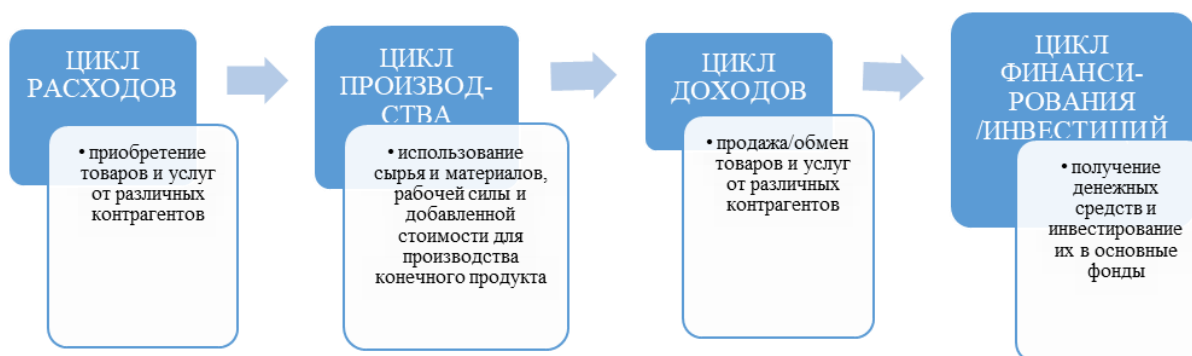 ЦИКЛ
РАСХОДОВ
• приобретение
товаров и услуг
от различных
контрагентов
ЦИКЛ
ПРОИЗВОД-
СТВА
• использование
сырья и материалов,
рабочей силы и
добавленной
стоимости для
производства
конечного продукта
ЦИКЛ
ДОХОДОВ
• продажа/обмен
товаров и услуг
от различных
контрагентов
ЦИКЛ
ФИНАНСИ-
РОВАНИЯ
/ИНВЕСТИЦИЙ
• получение
денежных
средств и
инвестирование
их в основные
фонды